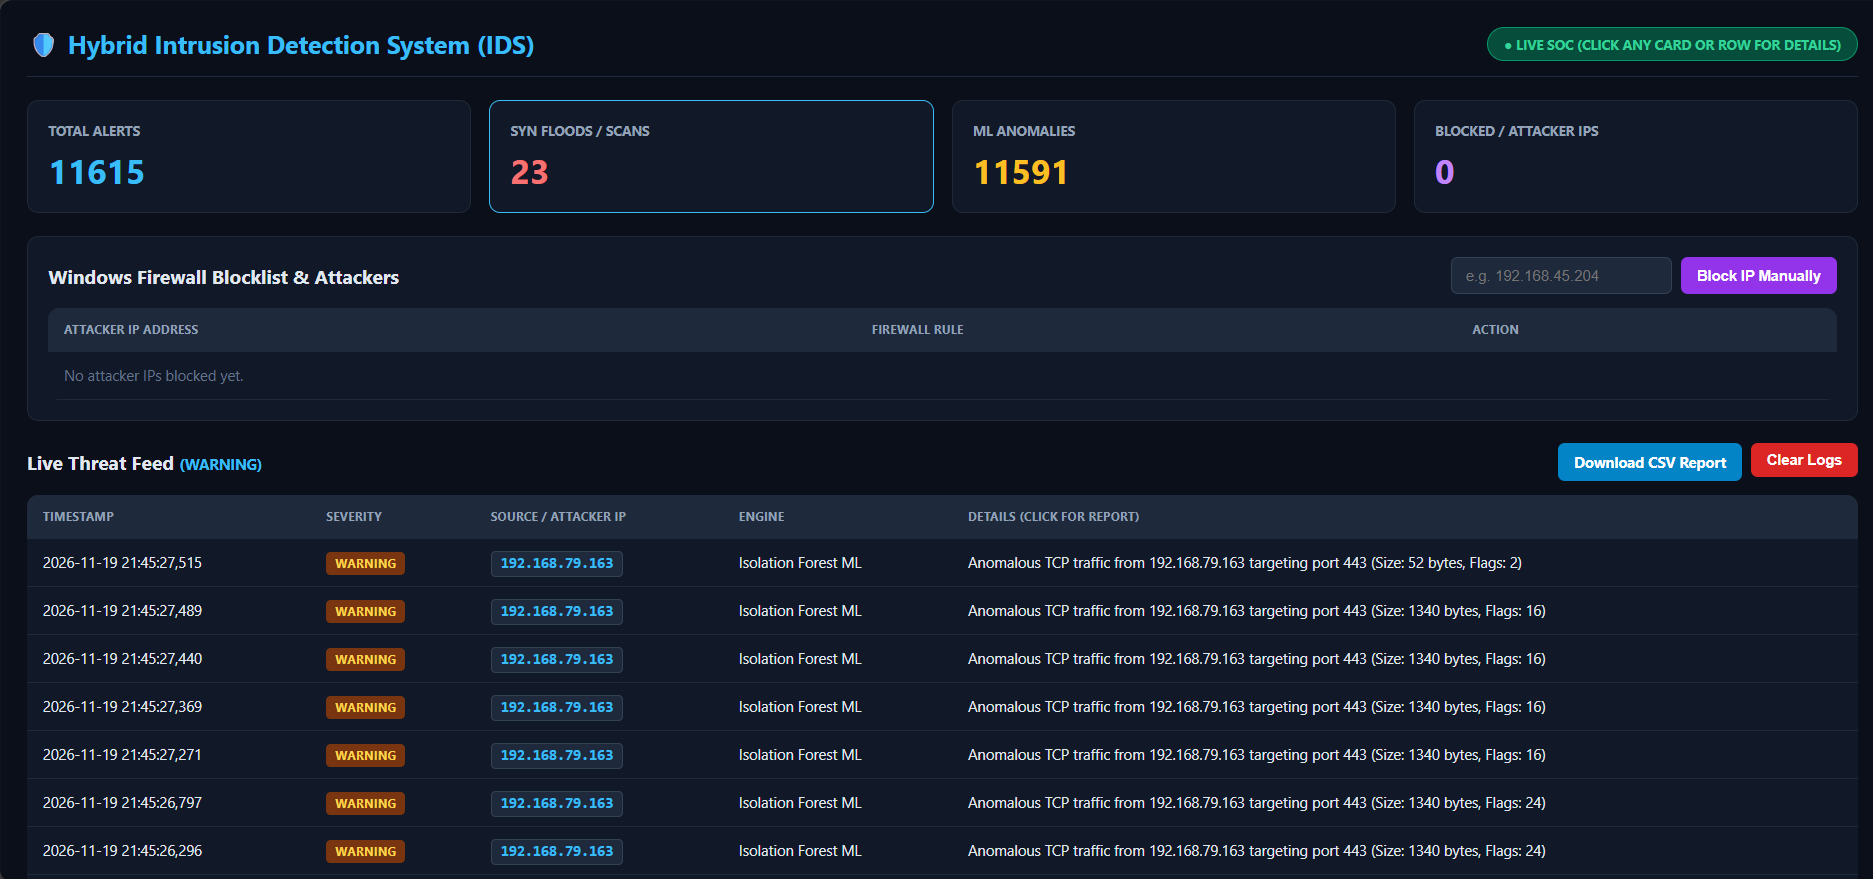 Hybrid Intrusion Detection System (IDS)
● LIVE SOC (CLICK ANY CARD OR ROW FOR DETAILS)
TOTAL ALERTS
11615
SYN FLOODS / SCANS
23
ML ANOMALIES
11591
BLOCKED / ATTACKER IPS
0
Windows Firewall Blocklist & Attackers
e.g. 192.168.45.204
Block IP Manually
ATTACKER IP ADDRESS FIREWALL RULE ACTION
No attacker IPs blocked yet.
Live Threat Feed (WARNING)
Download CSV Report
Clear Logs
TIMESTAMP SEVERITY SOURCE / ATTACKER IP ENGINE DETAILS (CLICK FOR REPORT)
2026-11-19 21:45:27,515 WARNING 192.168.79.163 Isolation Forest ML Anomalous TCP traffic from 192.168.79.163 targeting port 443 (Size: 52 bytes, Flags: 2)
2026-11-19 21:45:27,489 WARNING 192.168.79.163 Isolation Forest ML Anomalous TCP traffic from 192.168.79.163 targeting port 443 (Size: 1340 bytes, Flags: 16)
2026-11-19 21:45:27,440 WARNING 192.168.79.163 Isolation Forest ML Anomalous TCP traffic from 192.168.79.163 targeting port 443 (Size: 1340 bytes, Flags: 16)
2026-11-19 21:45:27,369 WARNING 192.168.79.163 Isolation Forest ML Anomalous TCP traffic from 192.168.79.163 targeting port 443 (Size: 1340 bytes, Flags: 16)
2026-11-19 21:45:27,271 WARNING 192.168.79.163 Isolation Forest ML Anomalous TCP traffic from 192.168.79.163 targeting port 443 (Size: 1340 bytes, Flags: 16)
2026-11-19 21:45:26,797 WARNING 192.168.79.163 Isolation Forest ML Anomalous TCP traffic from 192.168.79.163 targeting port 443 (Size: 1340 bytes, Flags: 24)
2026-11-19 21:45:26,296 WARNING 192.168.79.163 Isolation Forest ML Anomalous TCP traffic from 192.168.79.163 targeting port 443 (Size: 1340 bytes, Flags: 24)